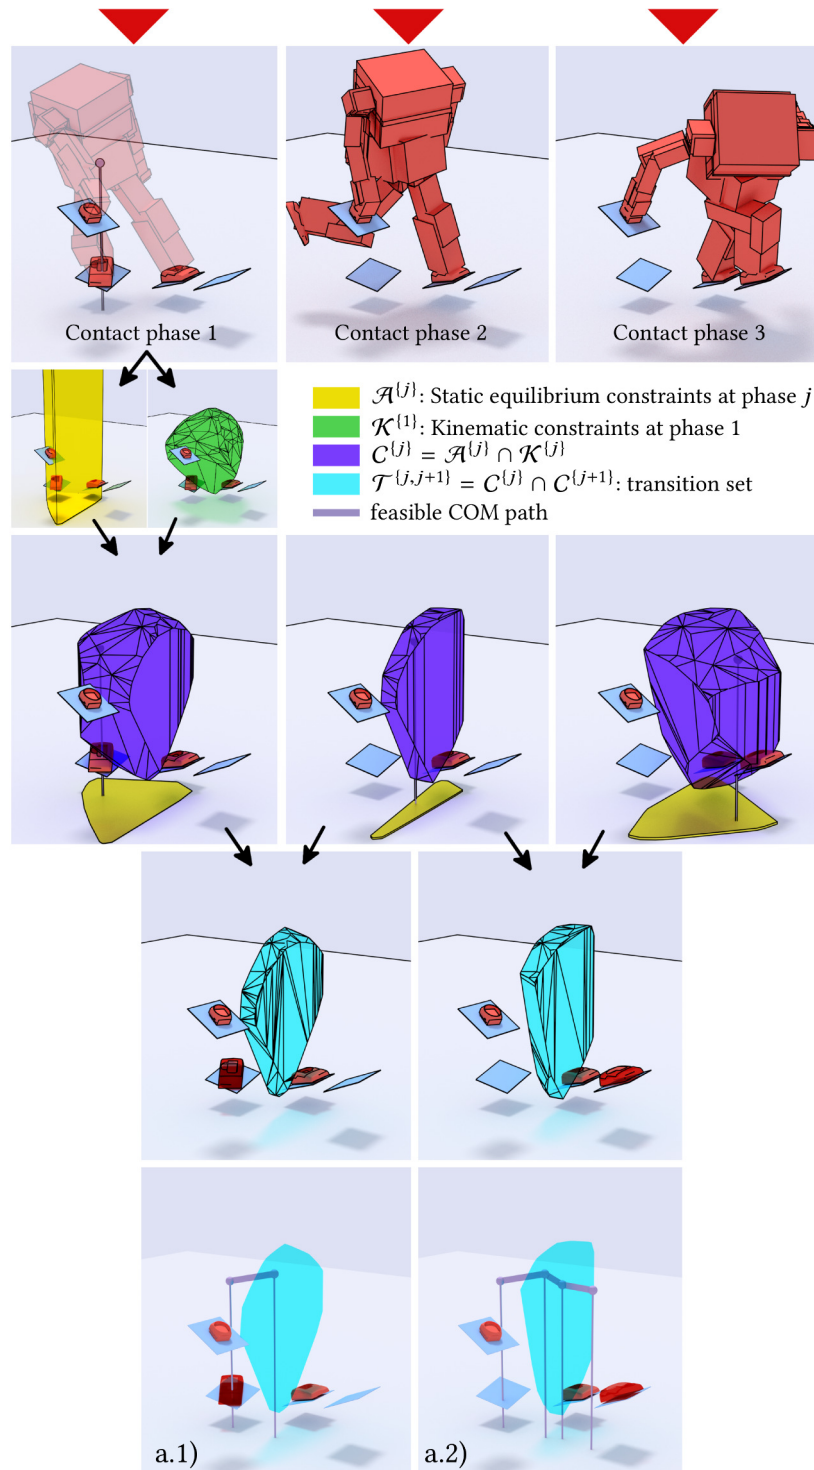 Contact phase 1
Contact phase 2
Contact phase 3
𝒜^{j}: Static equilibrium constraints at phase j
𝒦^{1}: Kinematic constraints at phase 1
C^{j} = 𝒜^{j} ∩ 𝒦^{j}
𝒯^{j,j+1} = C^{j} ∩ C^{j+1}: transition set
feasible COM path
a.1)
a.2)